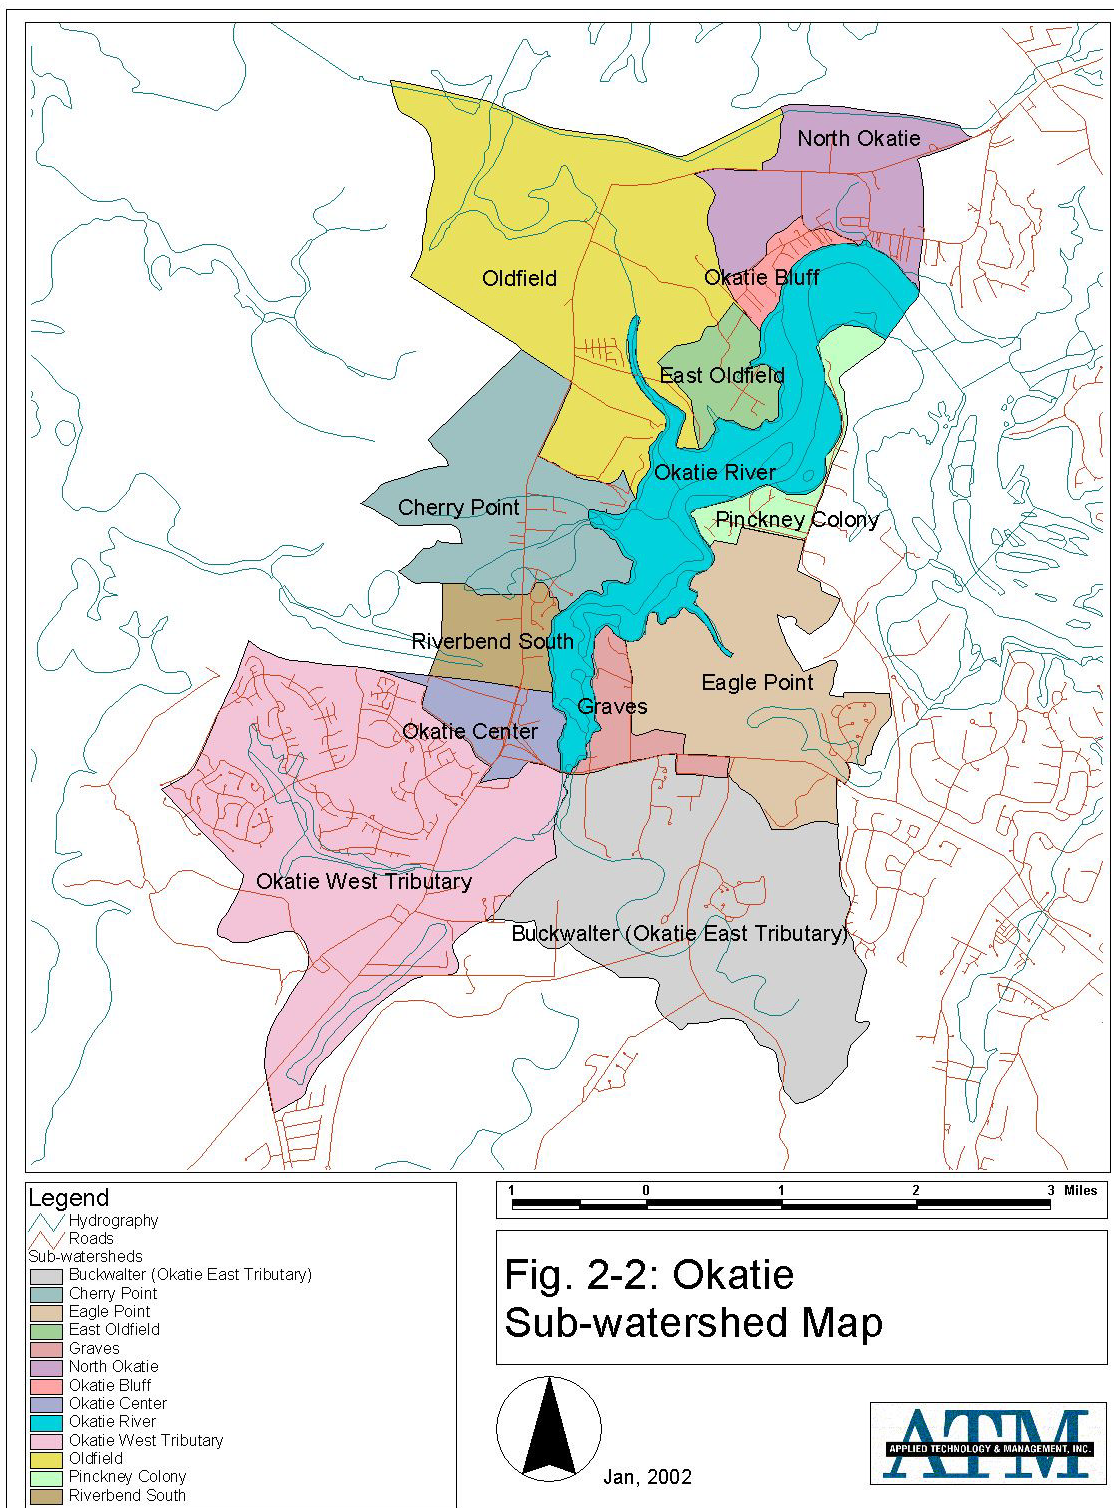 North Okatie
Oldfield
Okatie Bluff
East Oldfield
Okatie River
Cherry Point
Pinckney Colony
Riverbend South
Eagle Point
Graves
Okatie Center
Okatie West Tributary
Buckwalter (Okatie East Tributary)
Legend
Hydrography
Roads
Sub-watersheds
Buckwalter (Okatie East Tributary)
Cherry Point
Eagle Point
East Oldfield
Graves
North Okatie
Okatie Bluff
Okatie Center
Okatie River
Okatie West Tributary
Oldfield
Pinckney Colony
Riverbend South
1 0 1 2 3 Miles
Fig. 2-2: Okatie
Sub-watershed Map
Jan, 2002
ATM
APPLIED TECHNOLOGY & MANAGEMENT, INC.